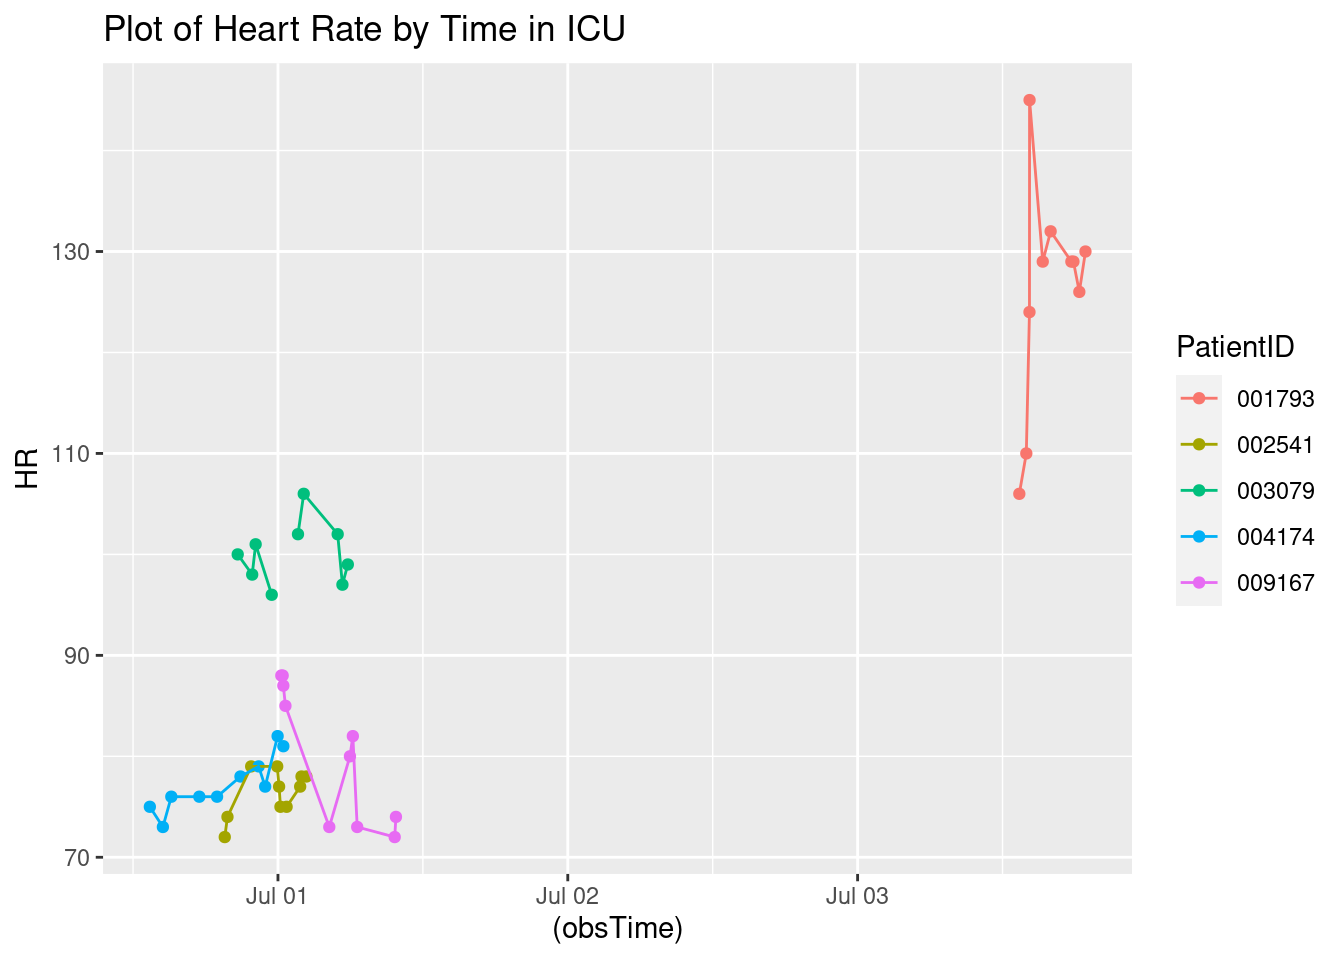 Plot of Heart Rate by Time in ICU
130
110
90
70
HR
Jul 01
Jul 02
Jul 03
(obsTime)
PatientID
001793
002541
003079
004174
009167